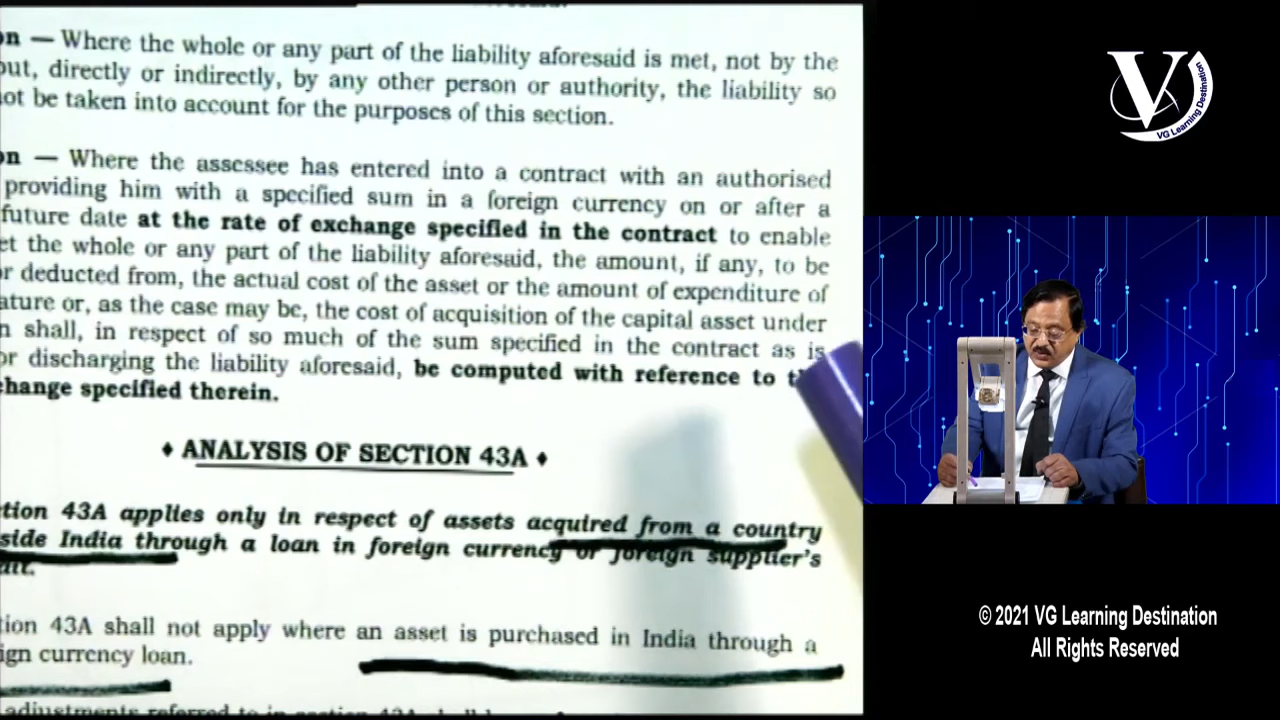 on — Where the whole or any part of the liability aforesaid is met, not by the
out, directly or indirectly, by any other person or authority, the liability so
ot be taken into account for the purposes of this section.
on — Where the assessee has entered into a contract with an authorised
providing him with a specified sum in a foreign currency on or after a
future date at the rate of exchange specified in the contract to enable
et the whole or any part of the liability aforesaid, the amount, if any, to be
or deducted from, the actual cost of the asset or the amount of expenditure of
ature or, as the case may be, the cost of acquisition of the capital asset under
n shall, in respect of so much of the sum specified in the contract as is
or discharging the liability aforesaid, be computed with reference to
change specified therein.
♦ ANALYSIS OF SECTION 43A ♦
tion 43A applies only in respect of assets acquired from a country
side India through a loan in foreign currency or foreign supplier's
tion 43A shall not apply where an asset is purchased in India through a
ign currency loan.
adjustments referred to in section 43A shall
V
VG Learning Destination
© 2021 VG Learning Destination
All Rights Reserved